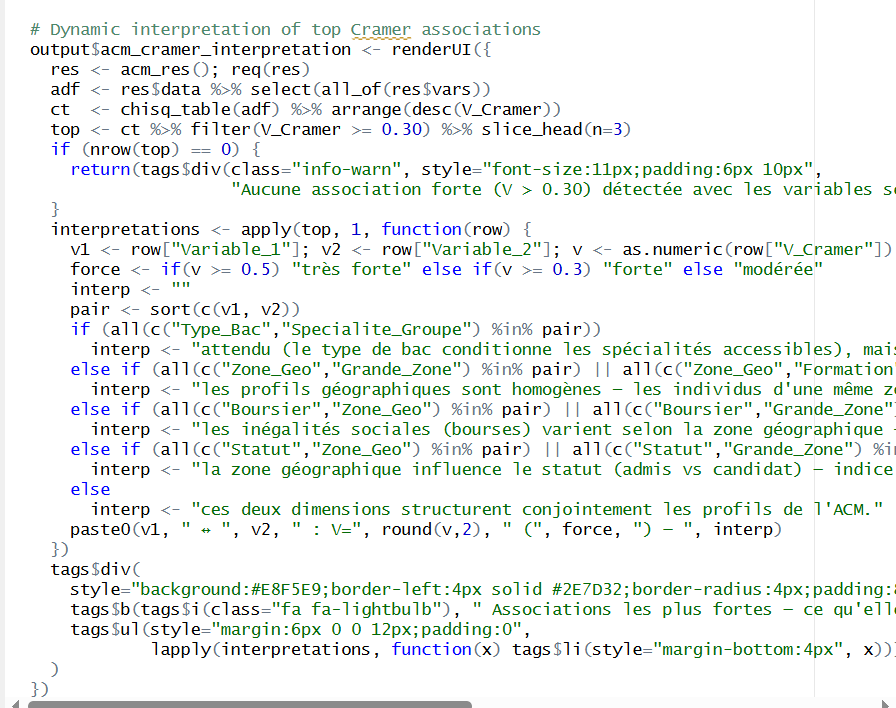 # Dynamic interpretation of top Cramer associations
output$acm_cramer_interpretation <- renderUI({
  res <- acm_res(); req(res)
  adf <- res$data %>% select(all_of(res$vars))
  ct  <- chisq_table(adf) %>% arrange(desc(V_Cramer))
  top <- ct %>% filter(V_Cramer >= 0.30) %>% slice_head(n=3)
  if (nrow(top) == 0) {
    return(tags$div(class="info-warn", style="font-size:11px;padding:6px 10px",
                    "Aucune association forte (V > 0.30) détectée avec les variables s
  }
  interpretations <- apply(top, 1, function(row) {
    v1 <- row["Variable_1"]; v2 <- row["Variable_2"]; v <- as.numeric(row["V_Cramer"])
    force <- if(v >= 0.5) "très forte" else if(v >= 0.3) "forte" else "modérée"
    interp <- ""
    pair <- sort(c(v1, v2))
    if (all(c("Type_Bac","Specialite_Groupe") %in% pair))
      interp <- "attendu (le type de bac conditionne les spécialités accessibles), mais
    else if (all(c("Zone_Geo","Grande_Zone") %in% pair) || all(c("Zone_Geo","Formation
      interp <- "les profils géographiques sont homogènes — les individus d'une même z
    else if (all(c("Boursier","Zone_Geo") %in% pair) || all(c("Boursier","Grande_Zone"
      interp <- "les inégalités sociales (bourses) varient selon la zone géographique —
    else if (all(c("Statut","Zone_Geo") %in% pair) || all(c("Statut","Grande_Zone") %i
      interp <- "la zone géographique influence le statut (admis vs candidat) — indice
    else
      interp <- "ces deux dimensions structurent conjointement les profils de l'ACM."
    paste0(v1, " ↔ ", v2, " : V=", round(v,2), " (", force, ") — ", interp)
  })
  tags$div(
    style="background:#E8F5E9;border-left:4px solid #2E7D32;border-radius:4px;padding:8
    tags$b(tags$i(class="fa fa-lightbulb"), " Associations les plus fortes — ce qu'elle
    tags$ul(style="margin:6px 0 0 12px;padding:0",
            lapply(interpretations, function(x) tags$li(style="margin-bottom:4px", x)))
  )
})